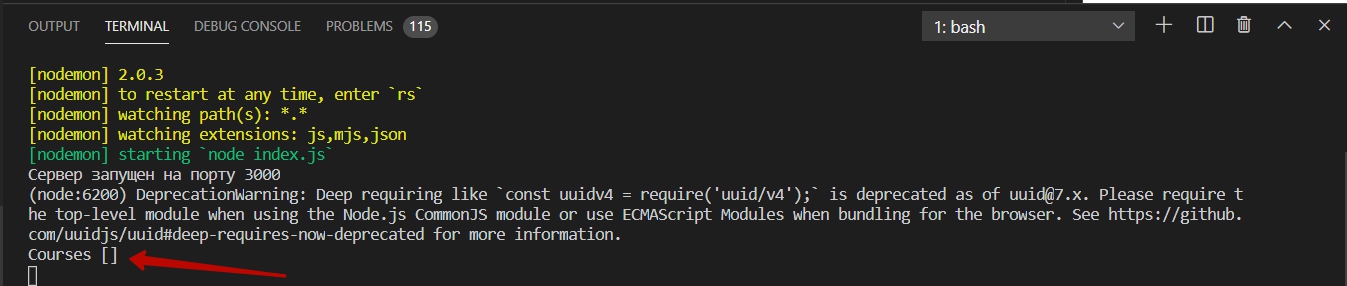 OUTPUT TERMINAL DEBUG CONSOLE PROBLEMS 115 1: bash
[nodemon] 2.0.3
[nodemon] to restart at any time, enter `rs`
[nodemon] watching path(s): *.*
[nodemon] watching extensions: js,mjs,json
[nodemon] starting `node index.js`
Сервер запущен на порту 3000
(node:6200) DeprecationWarning: Deep requiring like `const uuidv4 = require('uuid/v4');` is deprecated as of uuid@7.x. Please require t
he top-level module when using the Node.js CommonJS module or use ECMAScript Modules when bundling for the browser. See https://github.
com/uuidjs/uuid#deep-requires-now-deprecated for more information.
Courses []